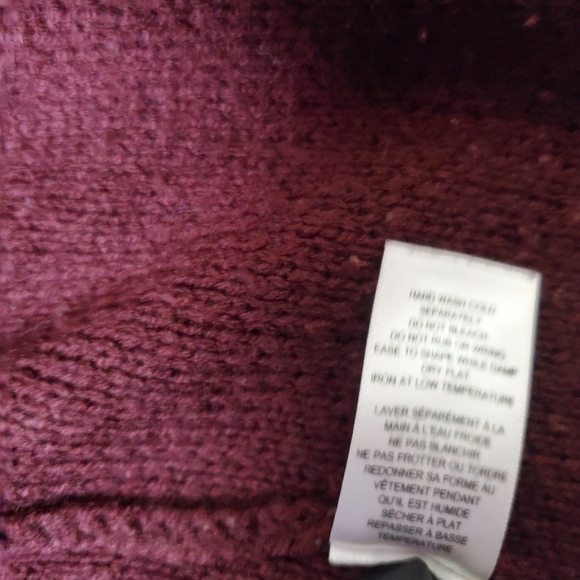 HAND WASH COLD
SEPARATELY
DO NOT BLEACH
DO NOT RUB OR WRING
EASE TO SHAPE WHILE DAMP
DRY FLAT
IRON AT LOW TEMPERATURE
LAVER SÉPARÉMENT À LA
MAIN À L'EAU FROIDE
NE PAS BLANCHIR
NE PAS FROTTER OU TORDRE
REDONNER SA FORME AU
VÊTEMENT PENDANT
QU'IL EST HUMIDE
SÉCHER À PLAT
REPASSER À BASSE
TEMPERATURE